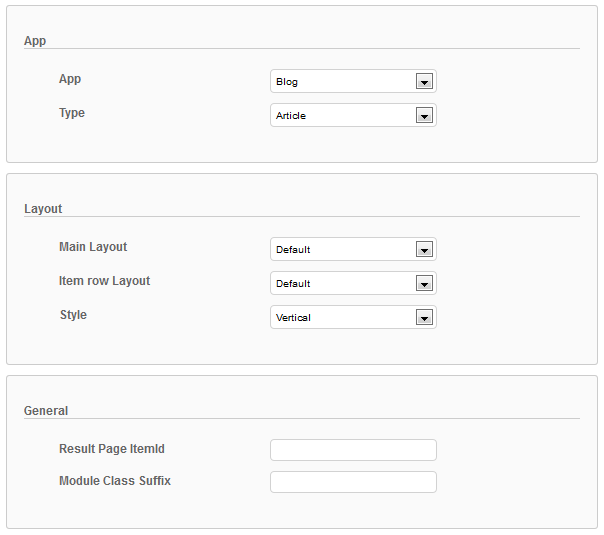 App
App Blog
Type Article
Layout
Main Layout Default
Item row Layout Default
Style Vertical
General
Result Page ItemId
Module Class Suffix